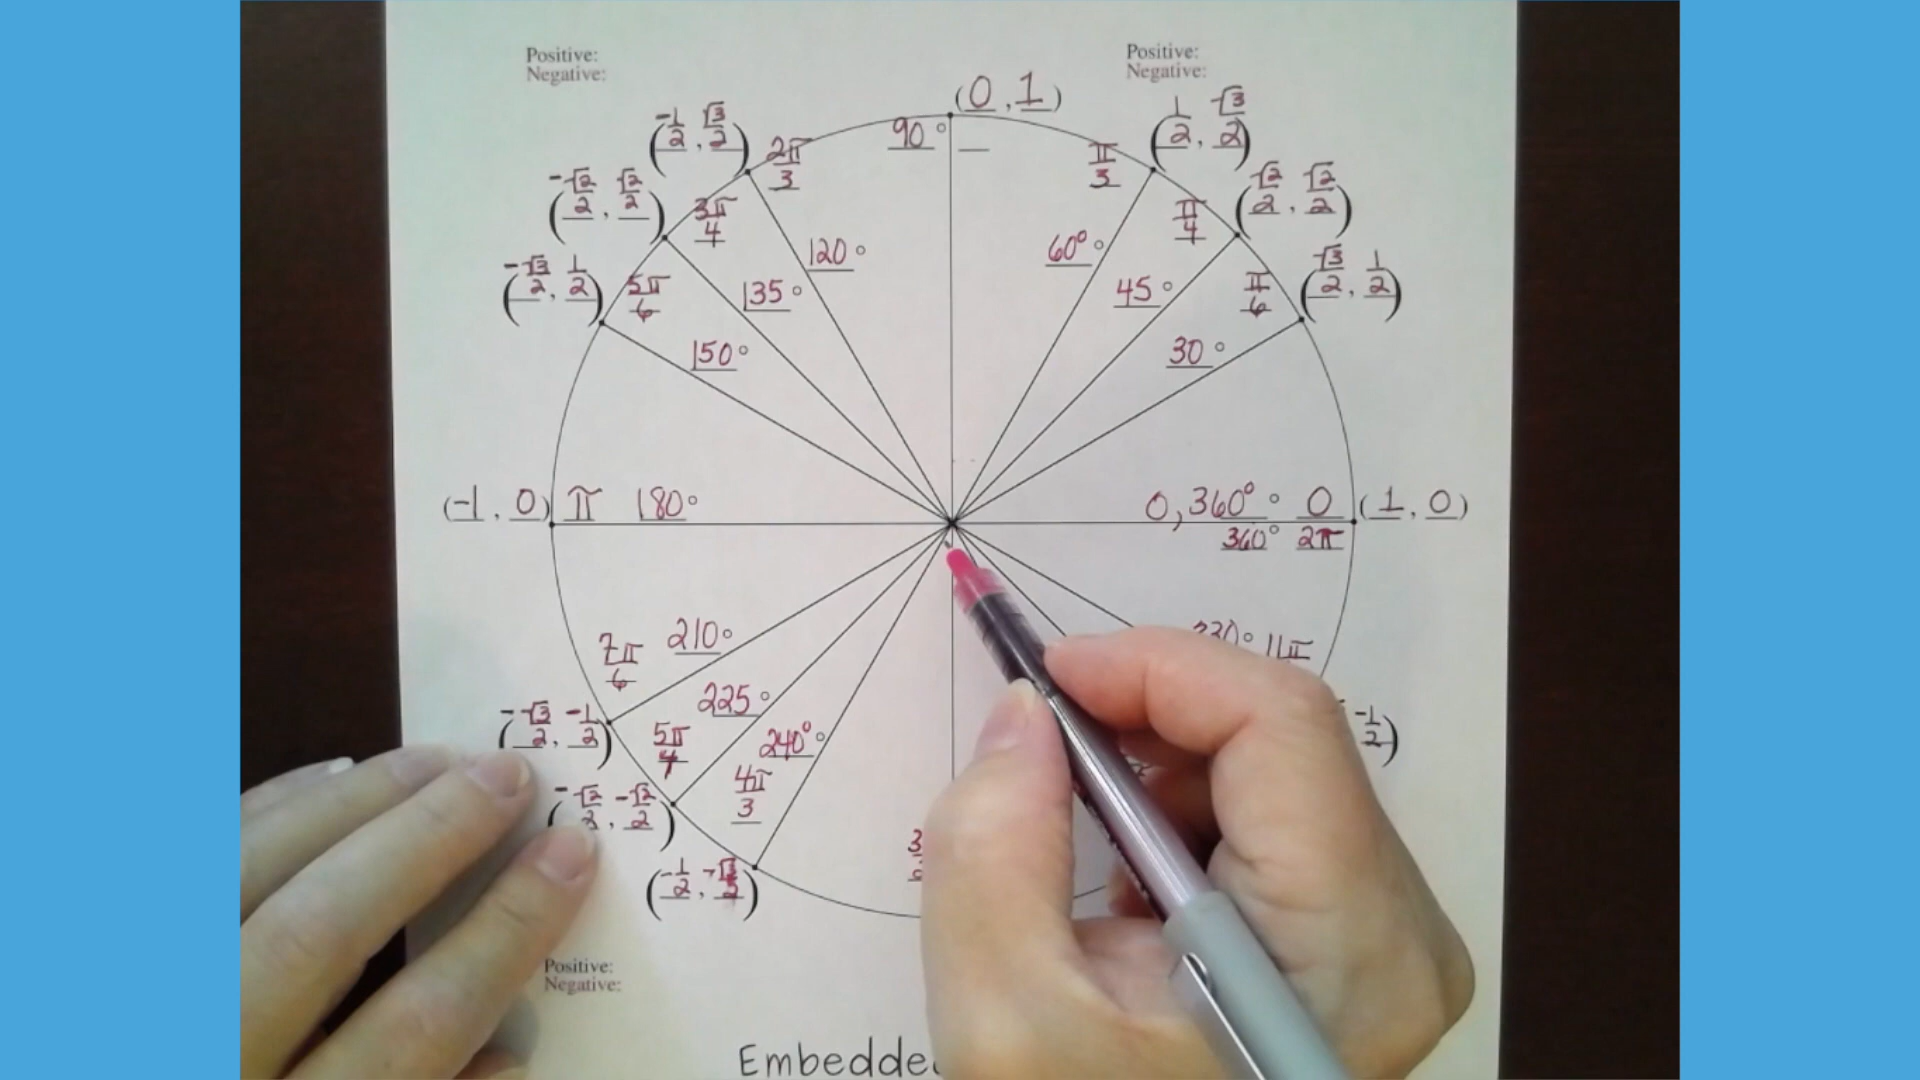 Positive:
Negative:
Positive:
Negative:
(0, 1)
90°
(-1/2, √3/2)
2π/3
π/3
(1/2, √3/2)
(-√2/2, √2/2)
3π/4
π/4
(√2/2, √2/2)
120°
60°°
(-√3/2, 1/2)
5π/6
135°
45°
π/6
(√3/2, 1/2)
150°
30°
(-1, 0) π 180°
0, 360°° 0 (1, 0)
360° 2π
7π/6
210°
(-√3/2, -1/2)
225°
5π/4
240°°
4π/3
(-√2/2, -√2/2)
(-1/2, -√3/2)
-1/2)
Positive:
Negative: